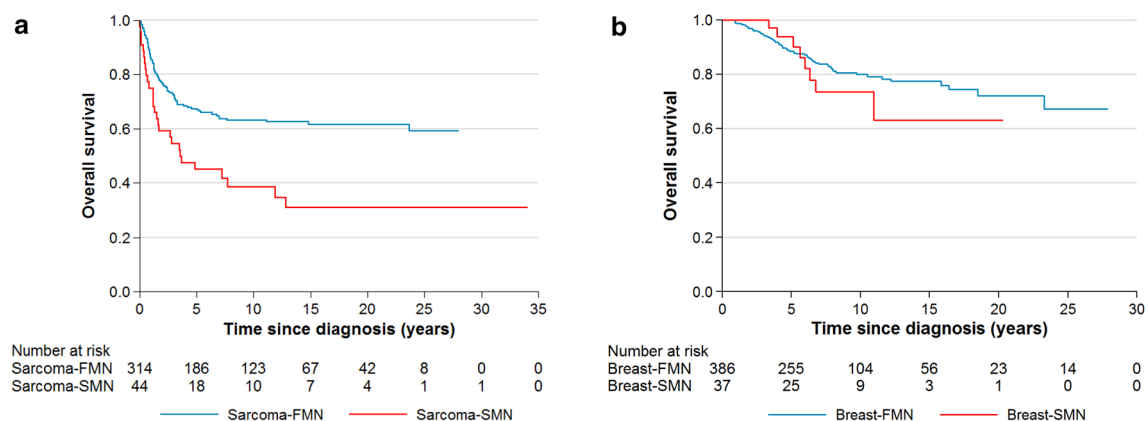 a
Overall survival
1.0
0.8
0.6
0.4
0.2
0.0
0 5 10 15 20 25 30 35
Time since diagnosis (years)
Number at risk
Sarcoma-FMN 314 186 123 67 42 8 0 0
Sarcoma-SMN 44 18 10 7 4 1 1 0
Sarcoma-FMN Sarcoma-SMN
b
Overall survival
1.0
0.8
0.6
0.4
0.2
0.0
0 5 10 15 20 25 30
Time since diagnosis (years)
Number at risk
Breast-FMN 386 255 104 56 23 14 0
Breast-SMN 37 25 9 3 1 0 0
Breast-FMN Breast-SMN